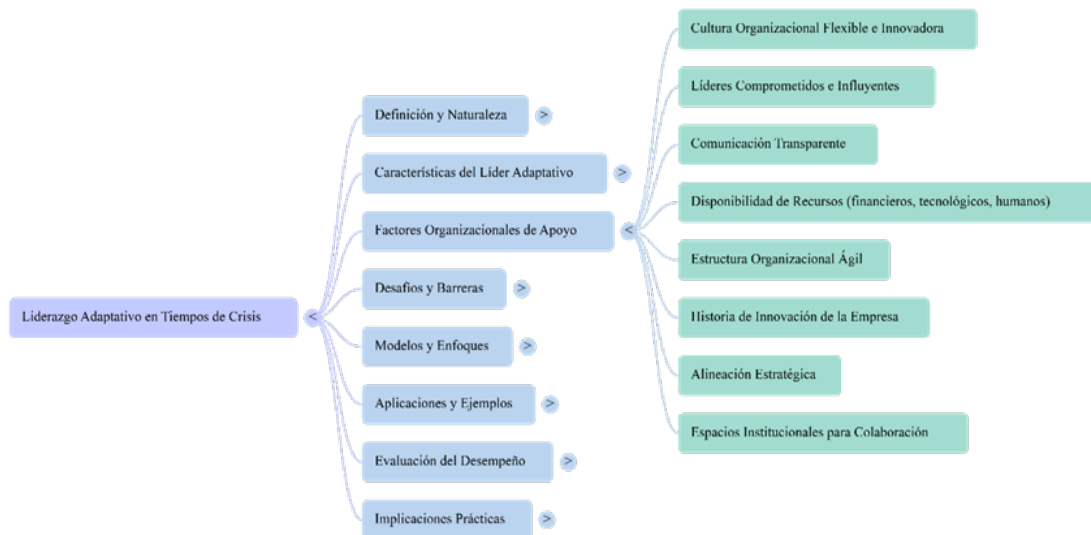 Liderazgo Adaptativo en Tiempos de Crisis
<
Definición y Naturaleza
>
Características del Líder Adaptativo
>
Factores Organizacionales de Apoyo
<
Desafíos y Barreras
>
Modelos y Enfoques
>
Aplicaciones y Ejemplos
>
Evaluación del Desempeño
>
Implicaciones Prácticas
>
Cultura Organizacional Flexible e Innovadora
Líderes Comprometidos e Influyentes
Comunicación Transparente
Disponibilidad de Recursos (financieros, tecnológicos, humanos)
Estructura Organizacional Ágil
Historia de Innovación de la Empresa
Alineación Estratégica
Espacios Institucionales para Colaboración